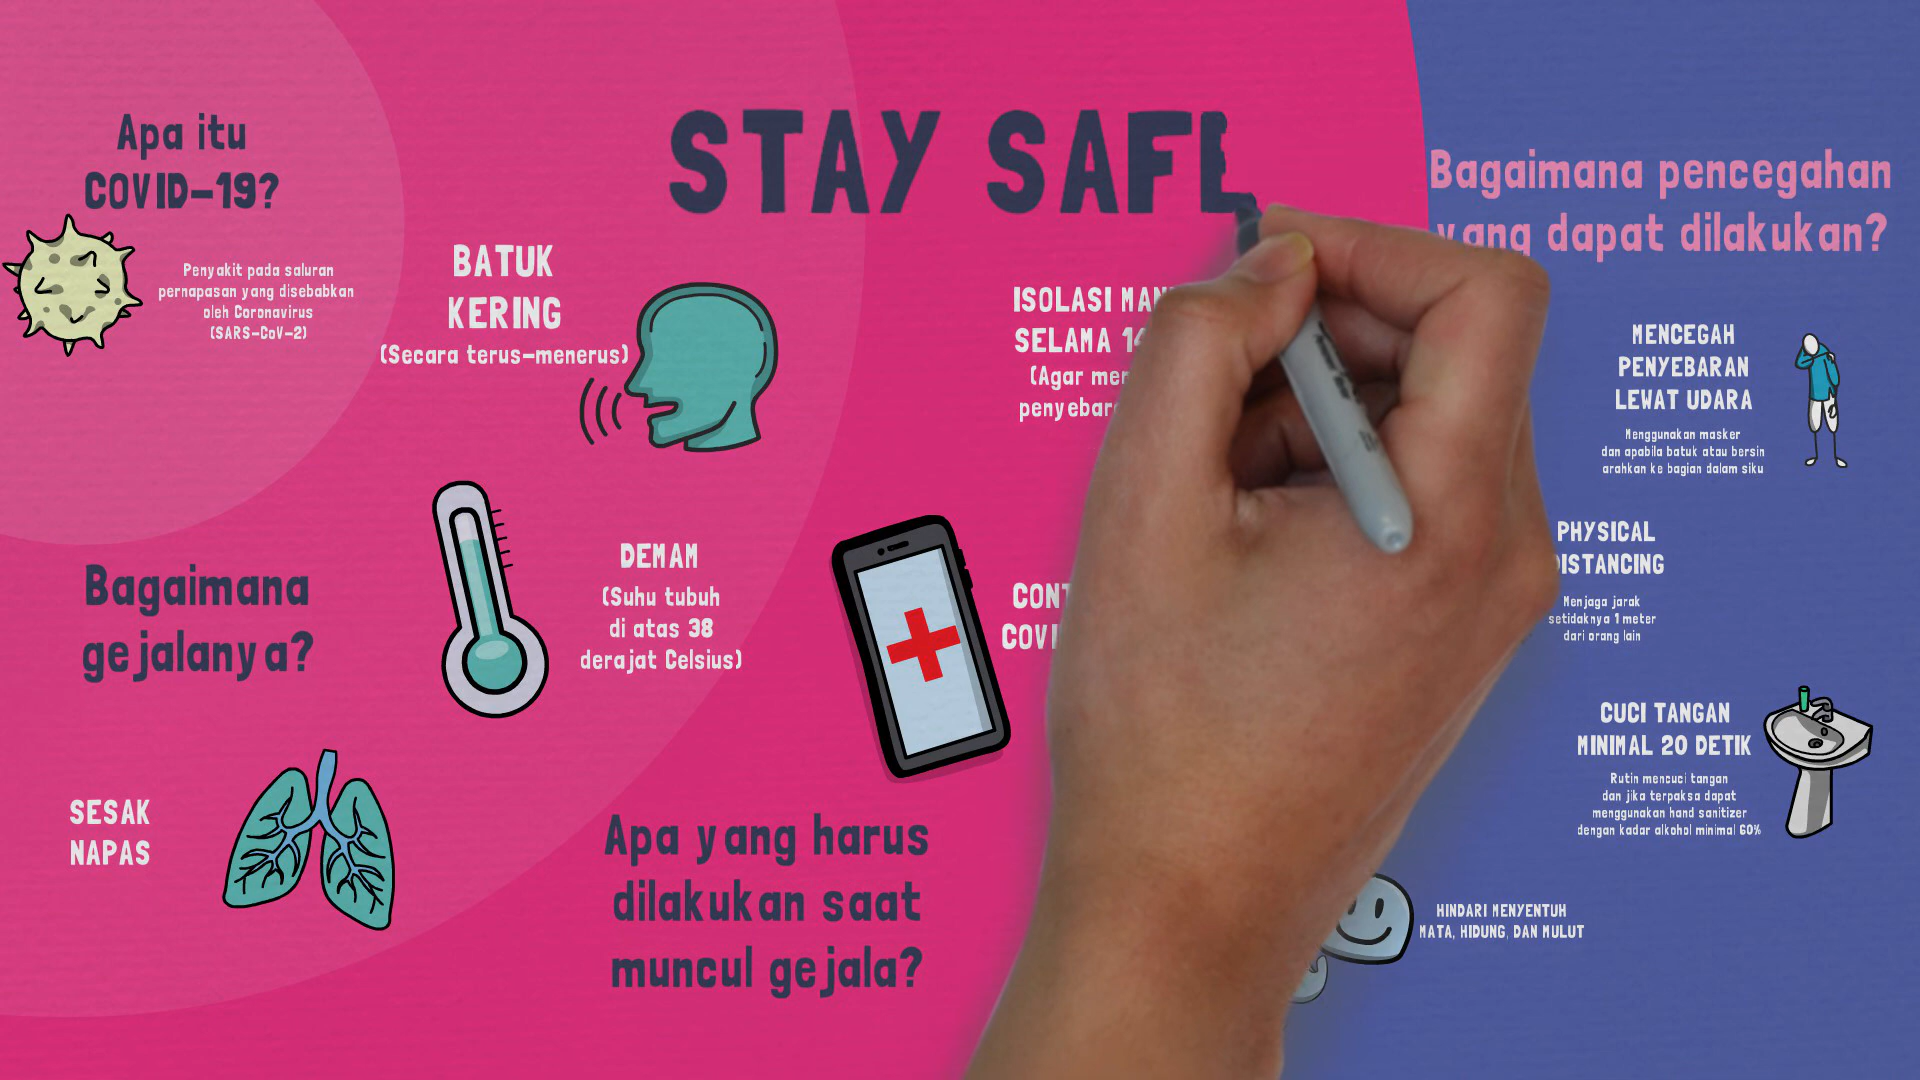 STAY SAFE
Apa itu
COVID-19?
Penyakit pada saluran
pernapasan yang disebabkan
oleh Coronavirus
(SARS-CoV-2)
Bagaimana
gejalanya?
BATUK
KERING
(Secara terus-menerus)
DEMAM
(Suhu tubuh
di atas 38
derajat Celsius)
SESAK
NAPAS
Apa yang harus
dilakukan saat
muncul gejala?
ISOLASI
SELAMA
(Agar
Bagaimana pencegahan
yang dapat dilakukan?
MENCEGAH
PENYEBARAN
LEWAT UDARA
Menggunakan masker
dan apabila batuk atau bersin
arahkan ke bagian dalam siku
PHYSICAL
DISTANCING
Menjaga jarak
setidaknya 1 meter
dari orang lain
CUCI TANGAN
MINIMAL 20 DETIK
Rutin mencuci tangan
dan jika terpaksa dapat
menggunakan hand sanitizer
dengan kadar alkohol minimal 60%
HINDARI MENYENTUH
MATA, HIDUNG, DAN MULUT